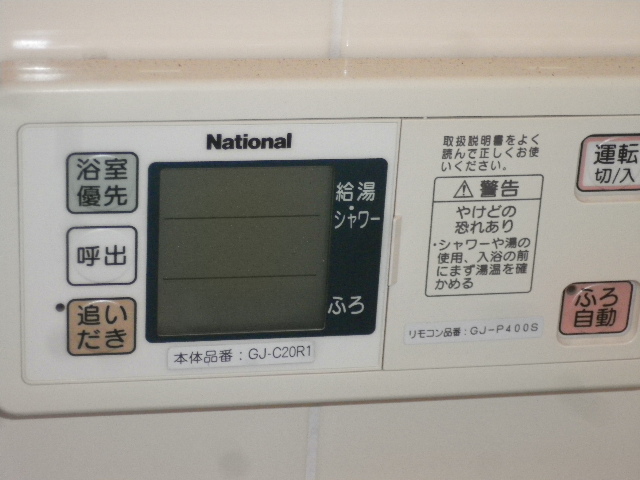 National
浴室
優先
呼出
追い
だき
給湯
・
シャワー
ふろ
本体品番：GJ-C20R1
取扱説明書をよく
読んで正しくお使
いください。
⚠ 警告
やけどの
恐れあり
・シャワーや湯の
使用、入浴の前
にまず湯温を確
かめる
リモコン品番：GJ-P400S
運転
切/入
ふろ
自動